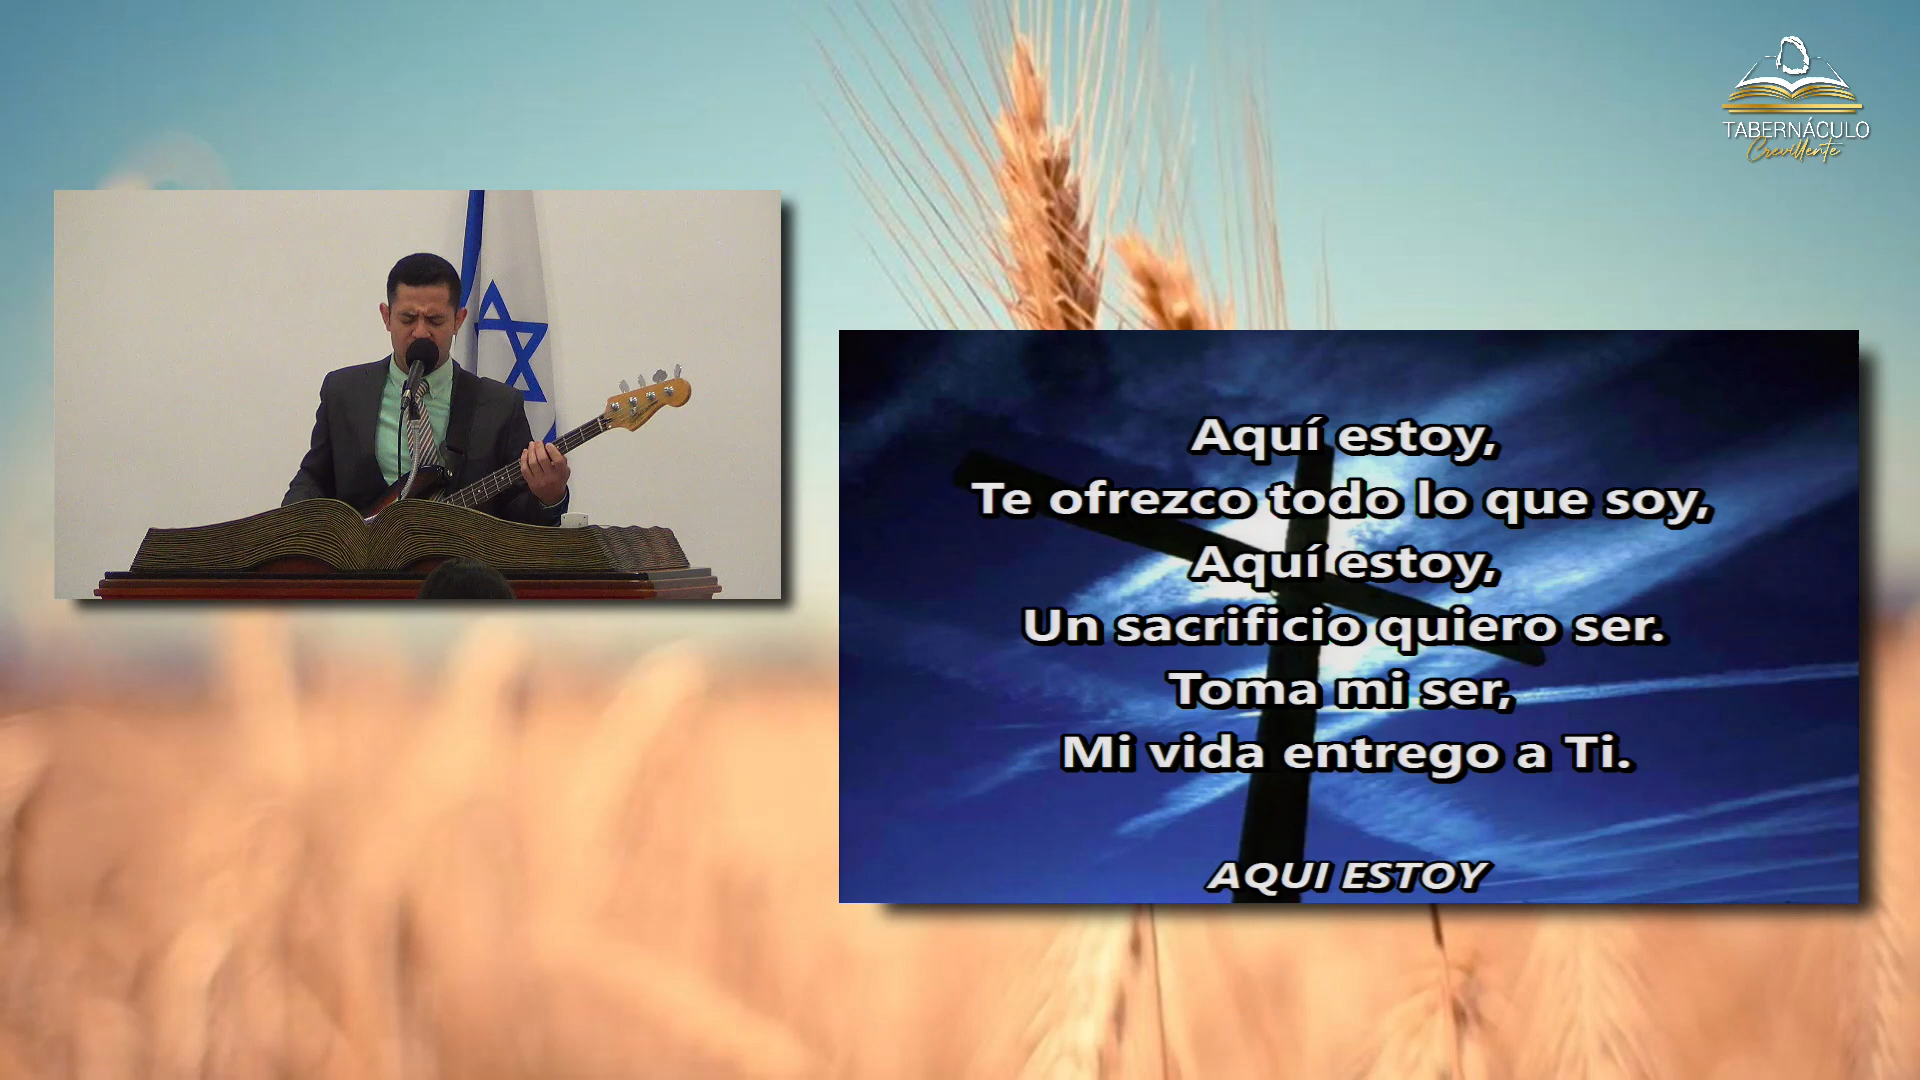 TABERNÁCULO
Crevillente
Aquí estoy,
Te ofrezco todo lo que soy,
Aquí estoy,
Un sacrificio quiero ser.
Toma mi ser,
Mi vida entrego a Ti.
AQUI ESTOY